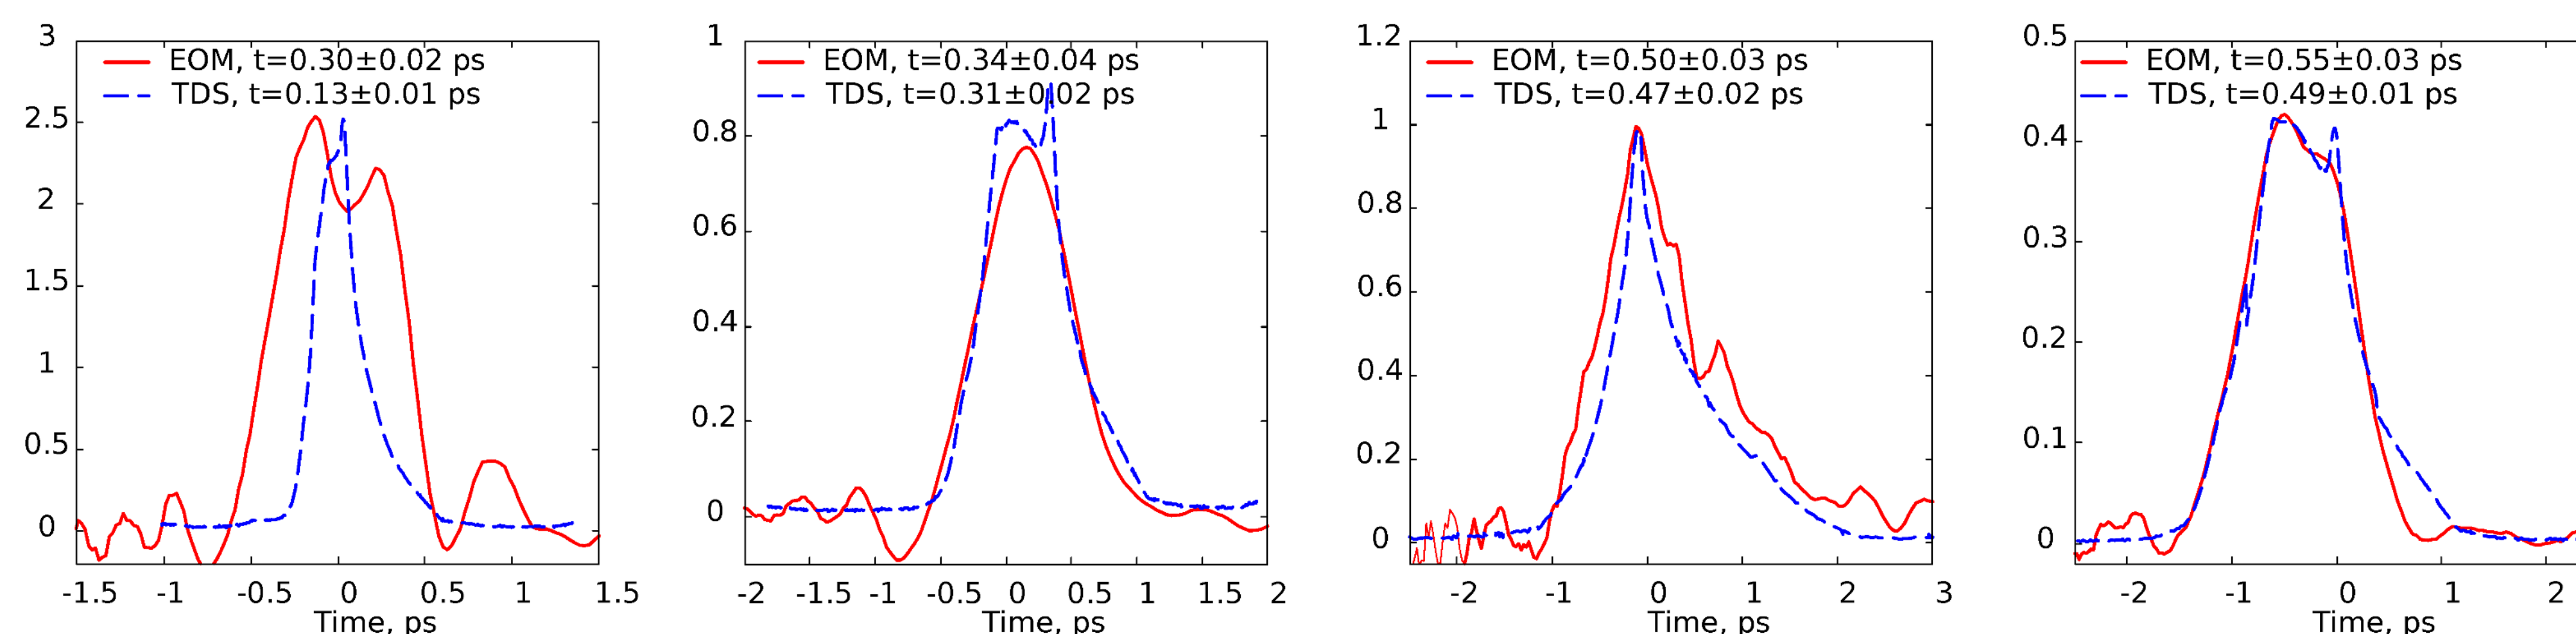 3
2.5
2
1.5
1
0.5
0
EOM, t=0.30±0.02 ps
TDS, t=0.13±0.01 ps
-1.5 -1 -0.5 0 0.5 1 1.5
Time, ps
1
0.8
0.6
0.4
0.2
0
EOM, t=0.34±0.04 ps
TDS, t=0.31±0.02 ps
-2 -1.5 -1 -0.5 0 0.5 1 1.5 2
Time, ps
1.2
1
0.8
0.6
0.4
0.2
0
EOM, t=0.50±0.03 ps
TDS, t=0.47±0.02 ps
-2 -1 0 1 2 3
Time, ps
0.5
0.4
0.3
0.2
0.1
0
EOM, t=0.55±0.03 ps
TDS, t=0.49±0.01 ps
-2 -1 0 1 2
Time, ps